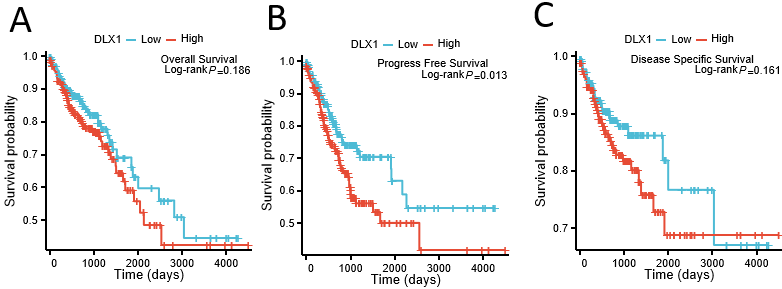 A
DLX1 Low High
Overall Survival
Log-rank P=0.186
Survival probability
1.0
0.9
0.8
0.7
0.6
0.5
0 1000 2000 3000 4000
Time (days)
B
DLX1 Low High
Progress Free Survival
Log-rank P=0.013
Survival probability
1.0
0.9
0.8
0.7
0.6
0.5
0 1000 2000 3000 4000
Time (days)
C
DLX1 Low High
Disease Specific Survival
Log-rank P=0.161
Survival probability
1.0
0.9
0.8
0.7
0 1000 2000 3000 4000
Time (days)